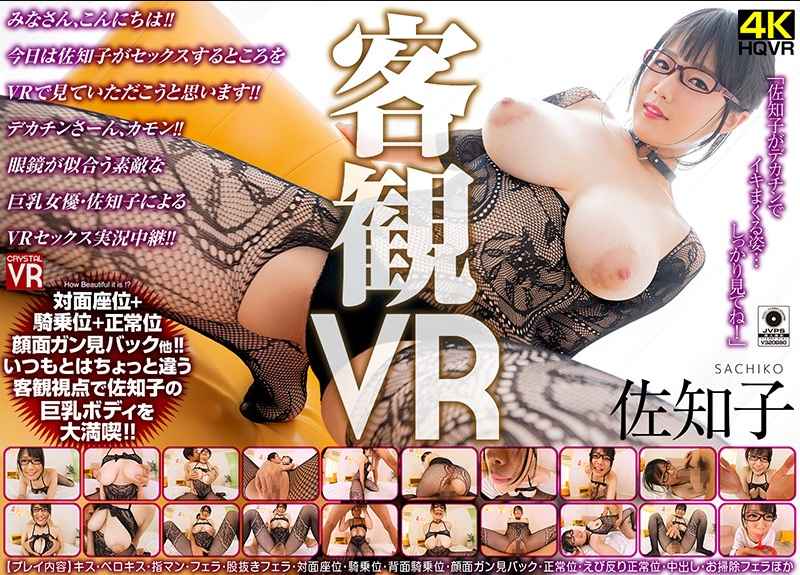 みなさん、こんにちは!!
今日は佐知子がセックスするところを
VRで見ていただこうと思います!!
デカチンさーん、カモン!!
眼鏡が似合う素敵な
巨乳女優・佐知子による
VRセックス実況中継!!
CRYSTAL
VR
How Beautiful it is !?
対面座位+
騎乗位+正常位
顔面ガン見バック他!!
いつもとはちょっと違う
客観視点で佐知子の
巨乳ボディを
大満喫!!
客観VR
4K
HQVR
「佐知子がデカチンで
イキまくる姿…
しっかり見てね!」
JVPS
SACHIKO
佐知子
【プレイ内容】キス・ベロキス・指マン・フェラ・股抜きフェラ・対面座位・騎乗位・背面騎乗位・顔面ガン見バック・正常位・えび反り正常位・中出し・お掃除フェラほか